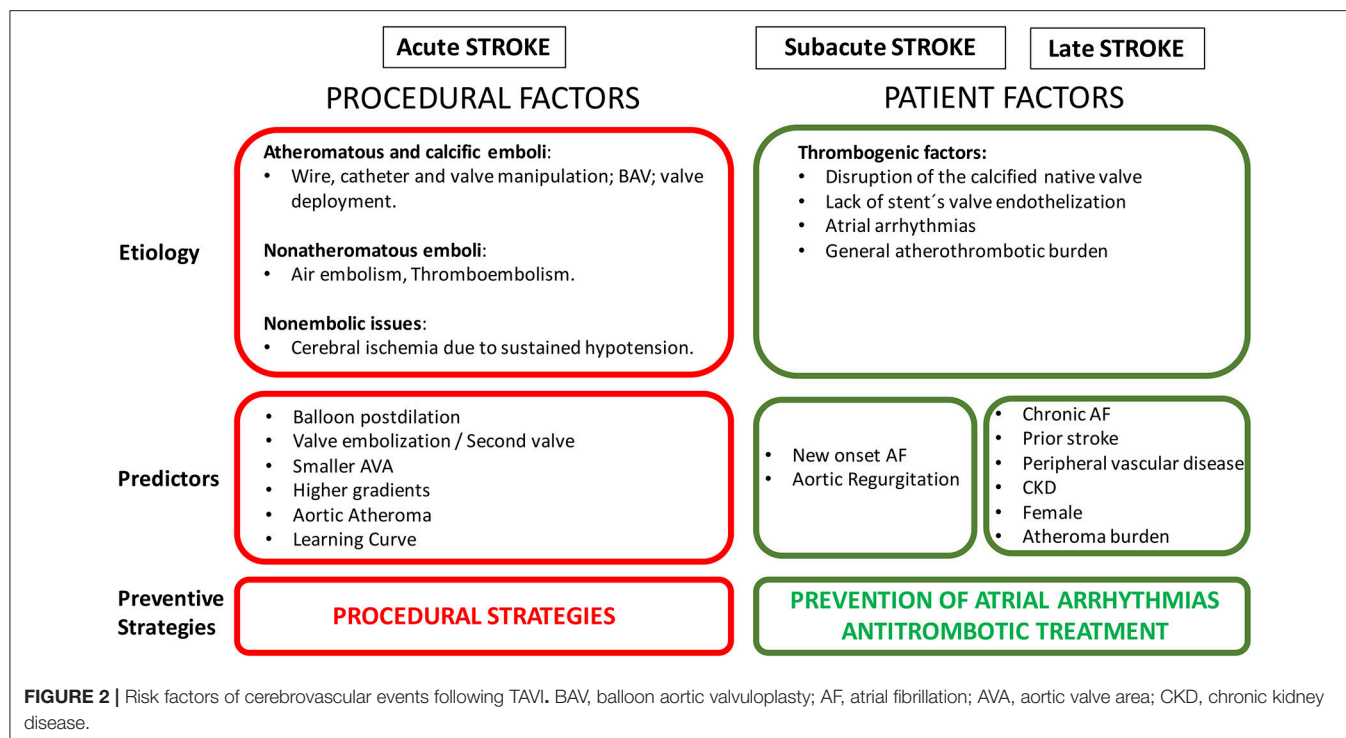 Acute STROKE
Subacute STROKE
Late STROKE
PROCEDURAL FACTORS
PATIENT FACTORS
Etiology
Atheromatous and calcific emboli:
• Wire, catheter and valve manipulation; BAV; valve
deployment.
Nonatheromatous emboli:
• Air embolism, Thromboembolism.
Nonembolic issues:
• Cerebral ischemia due to sustained hypotension.
Thrombogenic factors:
• Disruption of the calcified native valve
• Lack of stent´s valve endothelization
• Atrial arrhythmias
• General atherothrombotic burden
Predictors
• Balloon postdilation
• Valve embolization / Second valve
• Smaller AVA
• Higher gradients
• Aortic Atheroma
• Learning Curve
• New onset AF
• Aortic Regurgitation
• Chronic AF
• Prior stroke
• Peripheral vascular disease
• CKD
• Female
• Atheroma burden
Preventive
Strategies
PROCEDURAL STRATEGIES
PREVENTION OF ATRIAL ARRHYTHMIAS
ANTITROMBOTIC TREATMENT
FIGURE 2 | Risk factors of cerebrovascular events following TAVI. BAV, balloon aortic valvuloplasty; AF, atrial fibrillation; AVA, aortic valve area; CKD, chronic kidney
disease.